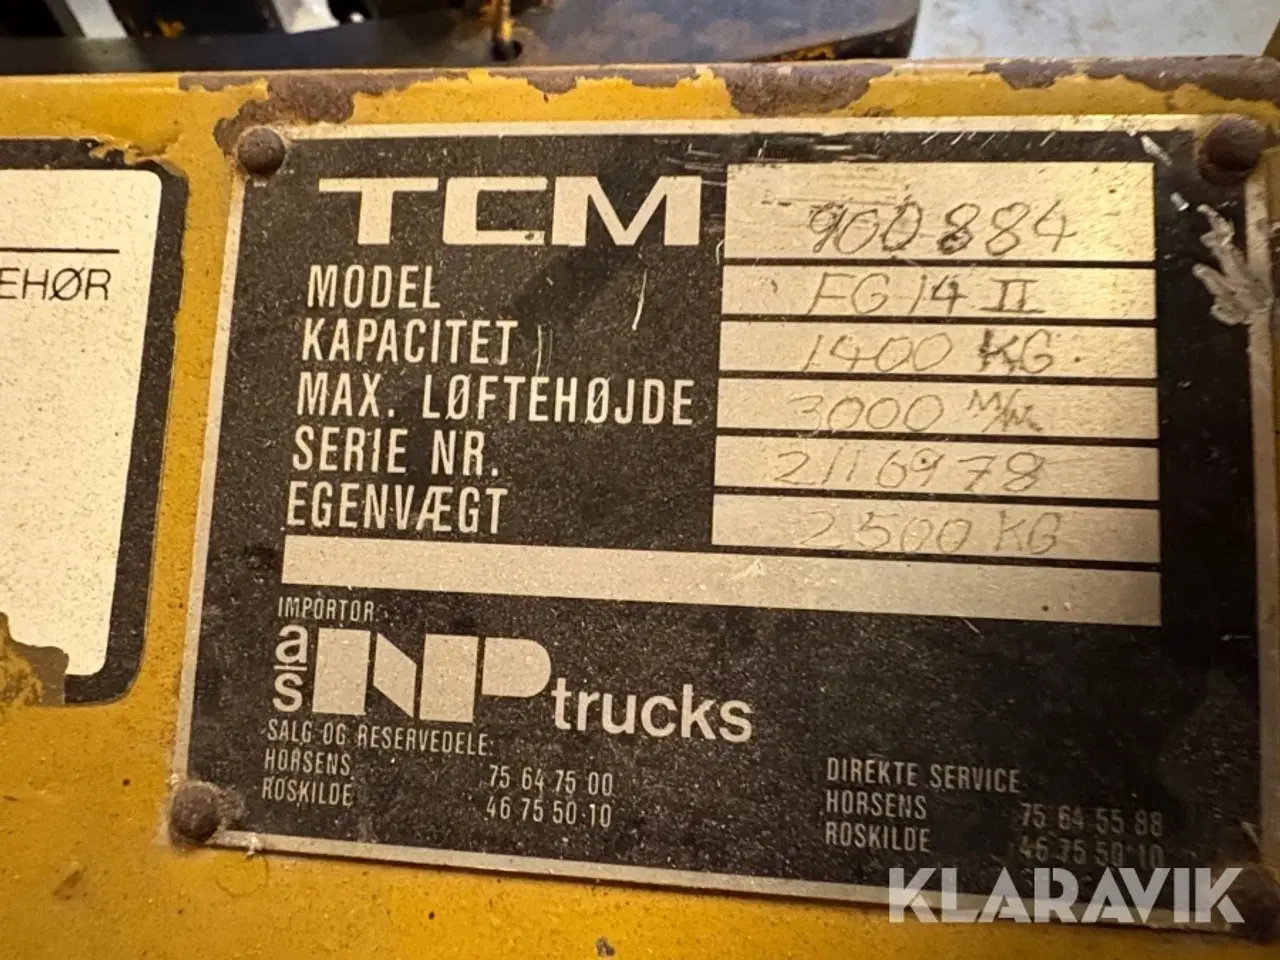 EHØR
TCM 900884
MODEL FG 14 II
KAPACITET 1400 KG.
MAX. LØFTEHØJDE 3000 M/M
SERIE NR. 2116978
EGENVÆGT 2500 KG
IMPORTØR:
a/s NP trucks
SALG OG RESERVEDELE:
HORSENS 75 64 75 00
ROSKILDE 46 75 50 10
DIREKTE SERVICE
HORSENS 75 64 55 88
ROSKILDE 46 75 50 10
KLARAVIK